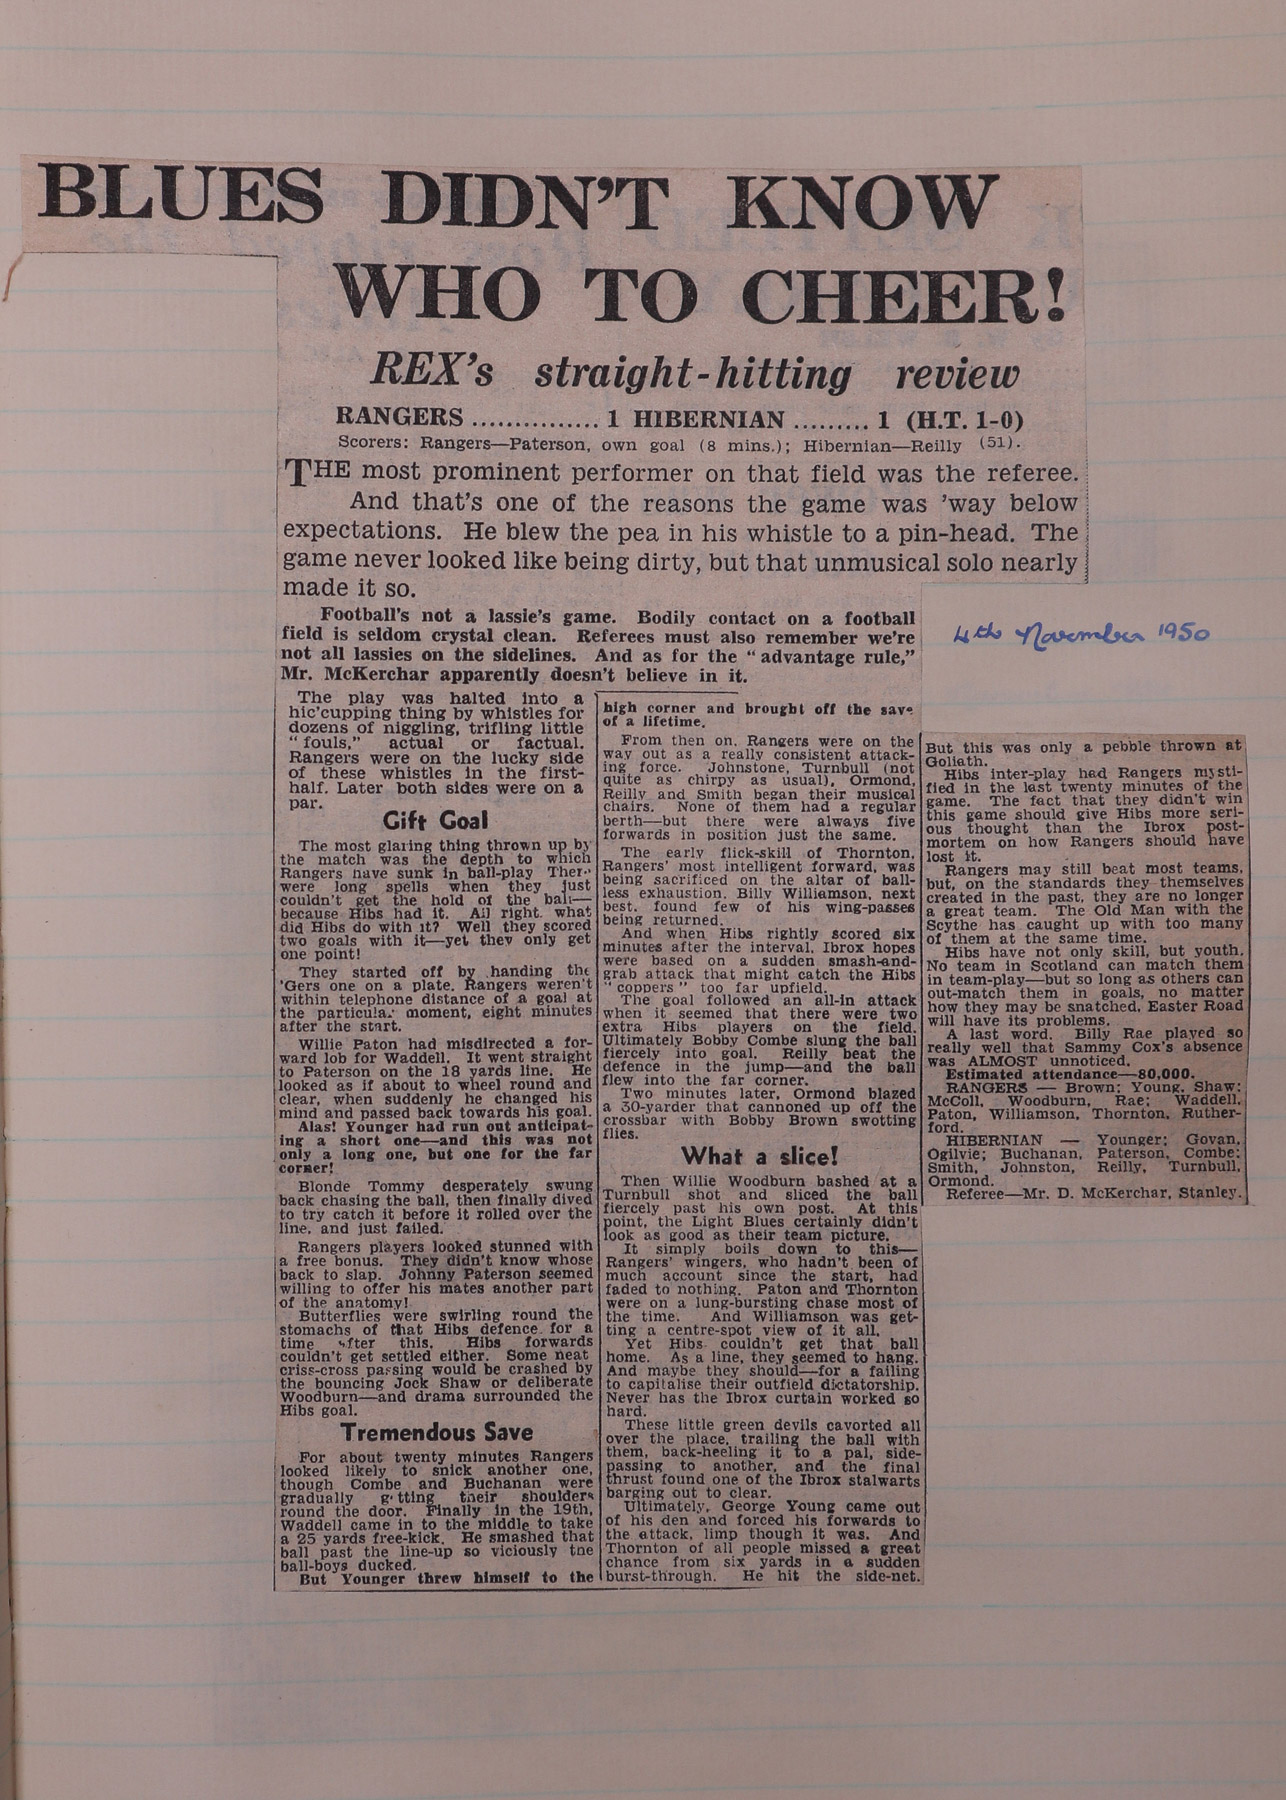 BLUES DIDN'T KNOW
WHO TO CHEER!
REX's straight-hitting review
RANGERS ............... 1 HIBERNIAN ......... 1 (H.T. 1-0)
Scorers: Rangers—Paterson, own goal (8 mins.); Hibernian—Reilly (51).
THE most prominent performer on that field was the referee.
And that's one of the reasons the game was 'way below
expectations. He blew the pea in his whistle to a pin-head. The
game never looked like being dirty, but that unmusical solo nearly
made it so.
Football's not a lassie's game. Bodily contact on a football
field is seldom crystal clean. Referees must also remember we're
not all lassies on the sidelines. And as for the "advantage rule,"
Mr. McKerchar apparently doesn't believe in it.
4th November 1950
The play was halted into a
hic'cupping thing by whistles for
dozens of niggling, trifling little
"fouls," actual or factual.
Rangers were on the lucky side
of these whistles in the first-
half. Later both sides were on a
par.
Gift Goal
The most glaring thing thrown up by
the match was the depth to which
Rangers have sunk in ball-play There
were long spells when they just
couldn't get the hold of the ball—
because Hibs had it. All right, what
did Hibs do with it? Well they scored
two goals with it—yet they only get
one point!
They started off by handing the
'Gers one on a plate. Rangers weren't
within telephone distance of a goal at
the particular moment, eight minutes
after the start.
Willie Paton had misdirected a for-
ward lob for Waddell. It went straight
to Paterson on the 18 yards line. He
looked as if about to wheel round and
clear, when suddenly he changed his
mind and passed back towards his goal.
Alas! Younger had run out anticipat-
ing a short one—and this was not
only a long one, but one for the far
corner!
Blonde Tommy desperately swung
back chasing the ball, then finally dived
to try catch it before it rolled over the
line, and just failed.
Rangers players looked stunned with
a free bonus. They didn't know whose
back to slap. Johnny Paterson seemed
willing to offer his mates another part
of the anatomy!
Butterflies were swirling round the
stomachs of that Hibs defence for a
time after this. Hibs forwards
couldn't get settled either. Some neat
criss-cross passing would be crashed by
the bouncing Jock Shaw or deliberate
Woodburn—and drama surrounded the
Hibs goal.
Tremendous Save
For about twenty minutes Rangers
looked likely to snick another one,
though Combe and Buchanan were
gradually getting their shoulders
round the door. Finally in the 19th,
Waddell came in to the middle to take
a 25 yards free-kick. He smashed that
ball past the line-up so viciously the
ball-boys ducked.
But Younger threw himself to the
high corner and brought off the save
of a lifetime.
From then on, Rangers were on the
way out as a really consistent attack-
ing force. Johnstone, Turnbull (not
quite as chirpy as usual), Ormond,
Reilly and Smith began their musical
chairs. None of them had a regular
berth—but there were always five
forwards in position just the same.
The early flick-skill of Thornton,
Rangers' most intelligent forward, was
being sacrificed on the altar of ball-
less exhaustion. Billy Williamson, next
best, found few of his wing-passes
being returned.
And when Hibs rightly scored six
minutes after the interval, Ibrox hopes
were based on a sudden smash-and-
grab attack that might catch the Hibs
"coppers" too far upfield.
The goal followed an all-in attack
when it seemed that there were two
extra Hibs players on the field.
Ultimately Bobby Combe slung the ball
fiercely into goal. Reilly beat the
defence in the jump—and the ball
flew into the far corner.
Two minutes later, Ormond blazed
a 30-yarder that cannoned up off the
crossbar with Bobby Brown swotting
flies.
What a slice!
Then Willie Woodburn bashed at a
Turnbull shot and sliced the ball
fiercely past his own post. At this
point, the Light Blues certainly didn't
look as good as their team picture.
It simply boils down to this—
Rangers' wingers, who hadn't been of
much account since the start, had
faded to nothing. Paton and Thornton
were on a lung-bursting chase most of
the time. And Williamson was get-
ting a centre-spot view of it all.
Yet Hibs couldn't get that ball
home. As a line, they seemed to hang.
And maybe they should—for a failing
to capitalise their outfield dictatorship.
Never has the Ibrox curtain worked so
hard.
These little green devils cavorted all
over the place, trailing the ball with
them, back-heeling it to a pal, side-
passing to another, and the final
thrust found one of the Ibrox stalwarts
barging out to clear.
Ultimately, George Young came out
of his den and forced his forwards to
the attack, limp though it was. And
Thornton of all people missed a great
chance from six yards in a sudden
burst-through. He hit the side-net.
But this was only a pebble thrown at
Goliath.
Hibs inter-play had Rangers mysti-
fied in the last twenty minutes of the
game. The fact that they didn't win
this game should give Hibs more seri-
ous thought than the Ibrox post-
mortem on how Rangers should have
lost it.
Rangers may still beat most teams,
but, on the standards they themselves
created in the past, they are no longer
a great team. The Old Man with the
Scythe has caught up with too many
of them at the same time.
Hibs have not only skill, but youth.
No team in Scotland can match them
in team-play—but so long as others can
out-match them in goals, no matter
how they may be snatched, Easter Road
will have its problems.
A last word. Billy Rae played so
really well that Sammy Cox's absence
was ALMOST unnoticed.
Estimated attendance—80,000.
RANGERS — Brown; Young, Shaw;
McColl, Woodburn, Rae; Waddell,
Paton, Williamson, Thornton, Ruther-
ford.
HIBERNIAN — Younger; Govan,
Ogilvie; Buchanan, Paterson, Combe;
Smith, Johnston, Reilly, Turnbull,
Ormond.
Referee—Mr. D. McKerchar, Stanley.